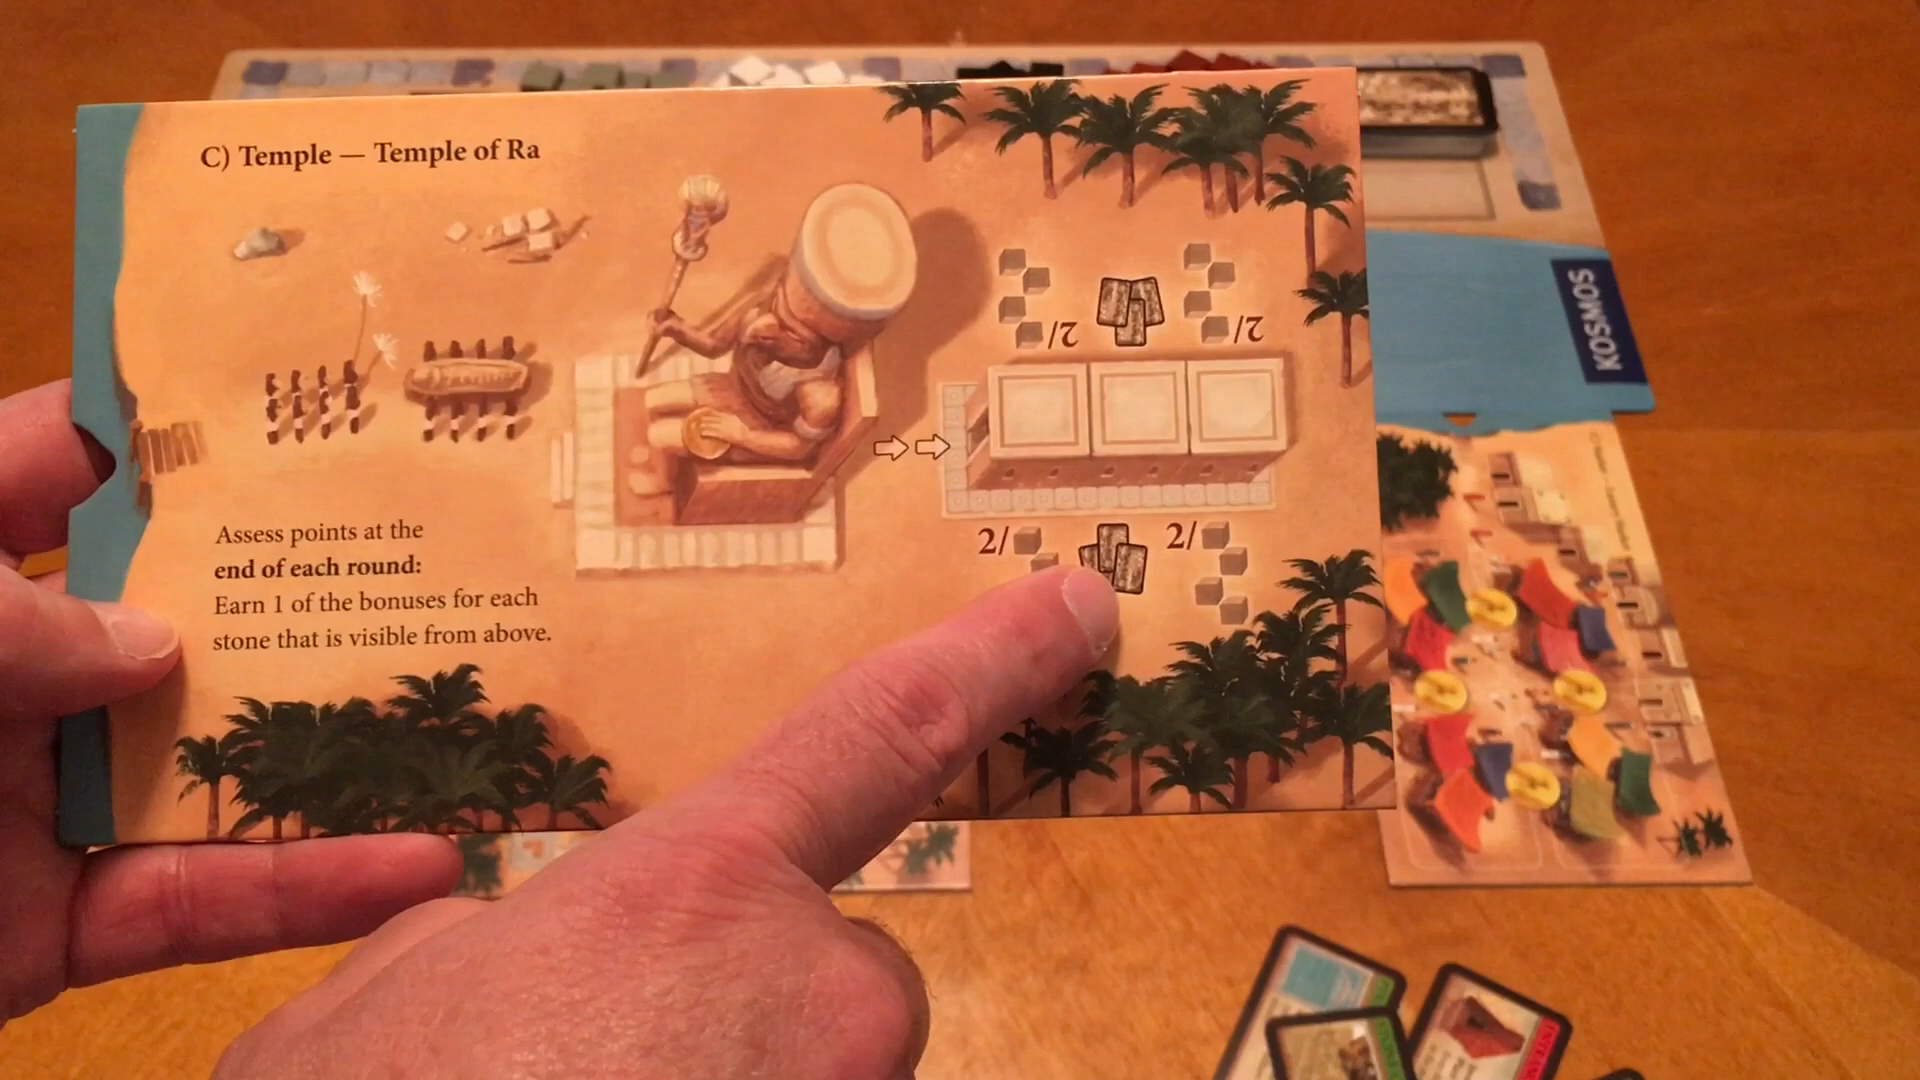 C) Temple — Temple of Ra
Assess points at the
end of each round:
Earn 1 of the bonuses for each
stone that is visible from above.
/2
/2
2/
2/
KOSMOS